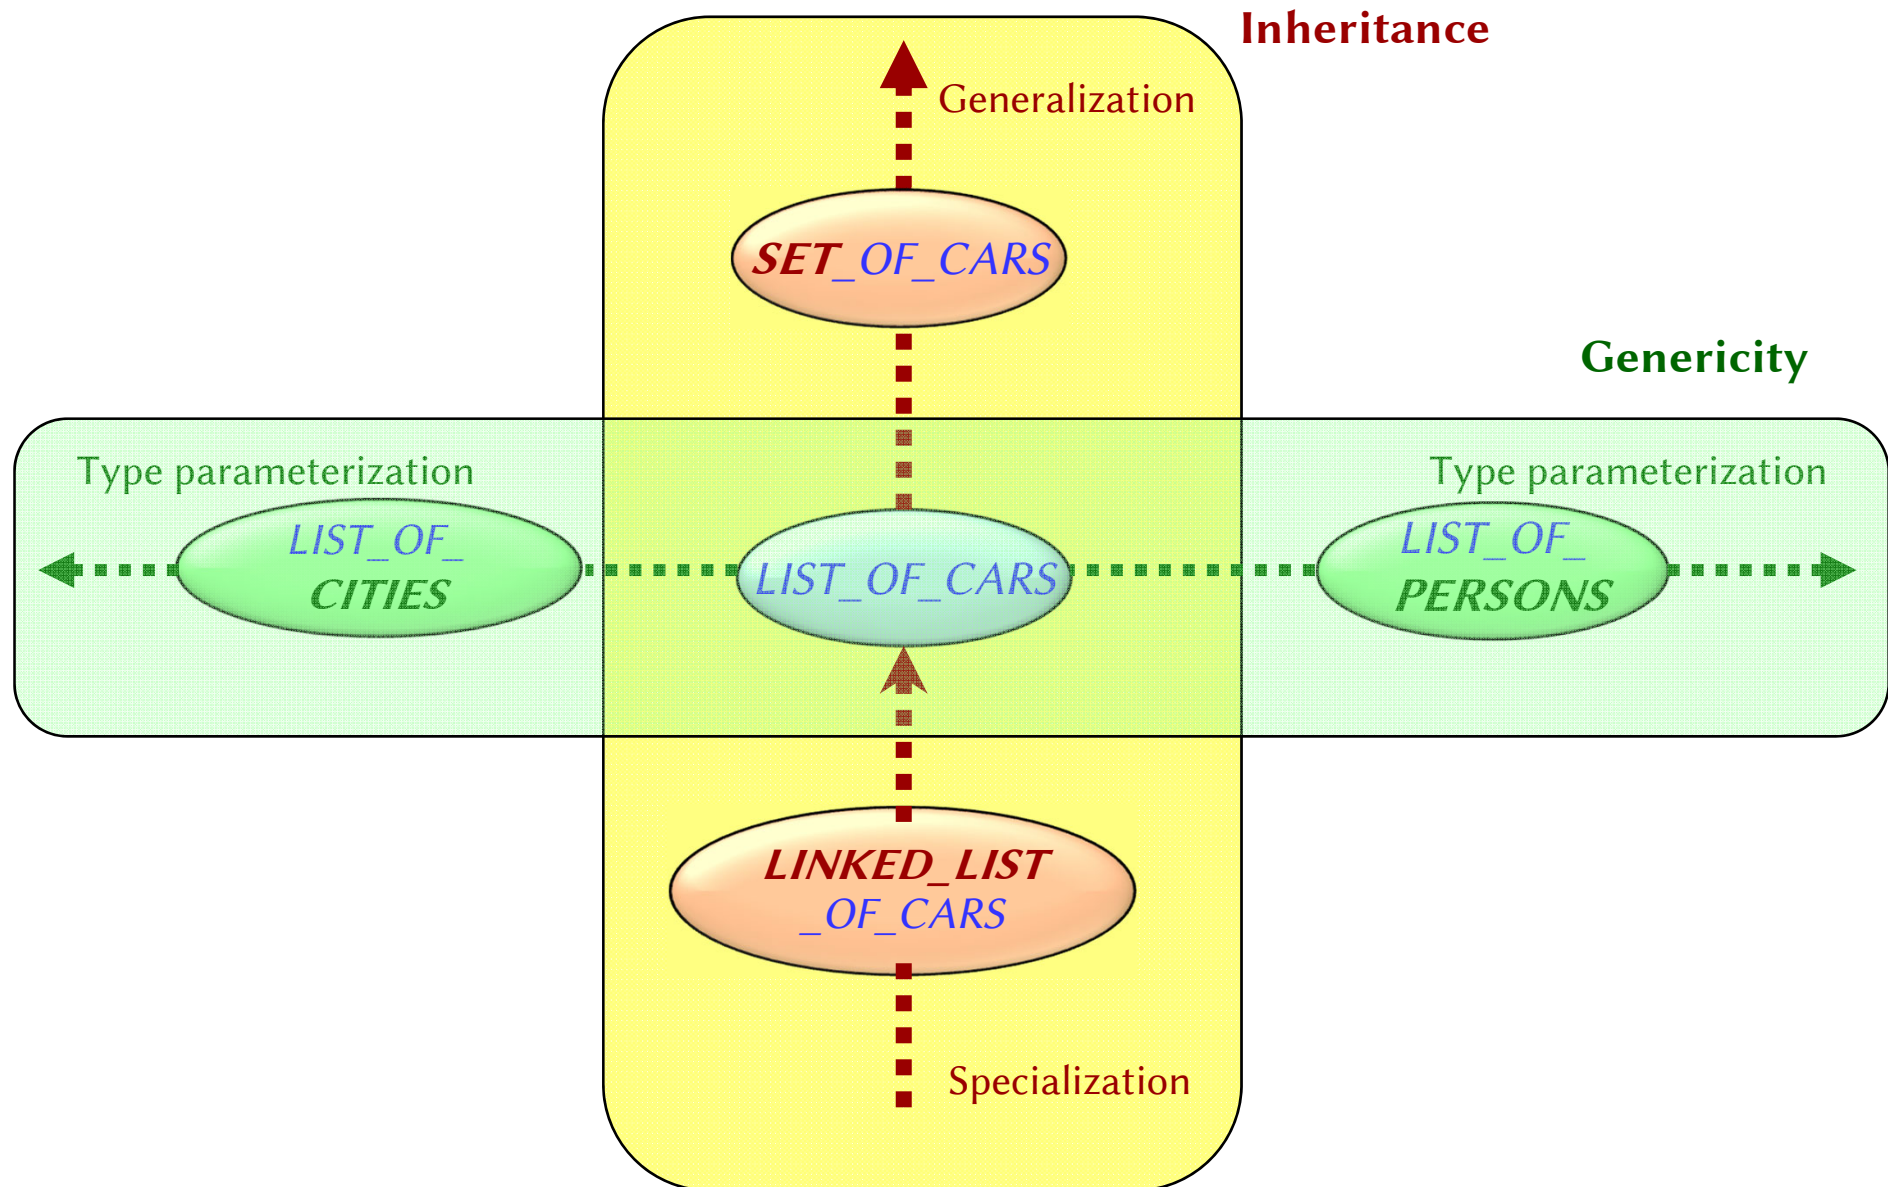 Inheritance
Generalization
SET_OF_CARS
Genericity
Type parameterization
Type parameterization
LIST_OF_
CITIES
LIST_OF_CARS
LIST_OF_
PERSONS
LINKED_LIST
_OF_CARS
Specialization